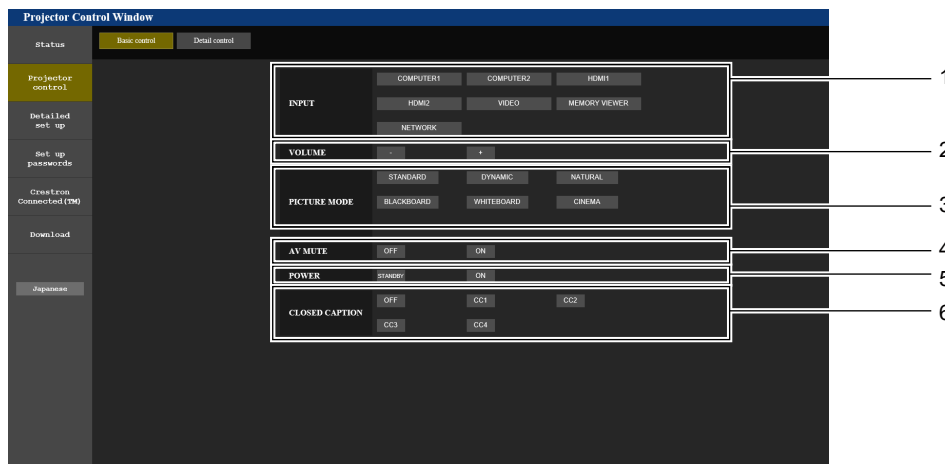 Projector Control Window
Status
Basic control
Detail control
Projector
control
Detailed
set up
Set up
passwords
Crestron
Connected(TM)
Download
Japanese
INPUT
COMPUTER1
COMPUTER2
HDMI1
HDMI2
VIDEO
MEMORY VIEWER
NETWORK
1
VOLUME
-
+
2
PICTURE MODE
STANDARD
DYNAMIC
NATURAL
BLACKBOARD
WHITEBOARD
CINEMA
3
AV MUTE
OFF
ON
4
POWER
STANDBY
ON
5
CLOSED CAPTION
OFF
CC1
CC2
CC3
CC4
6